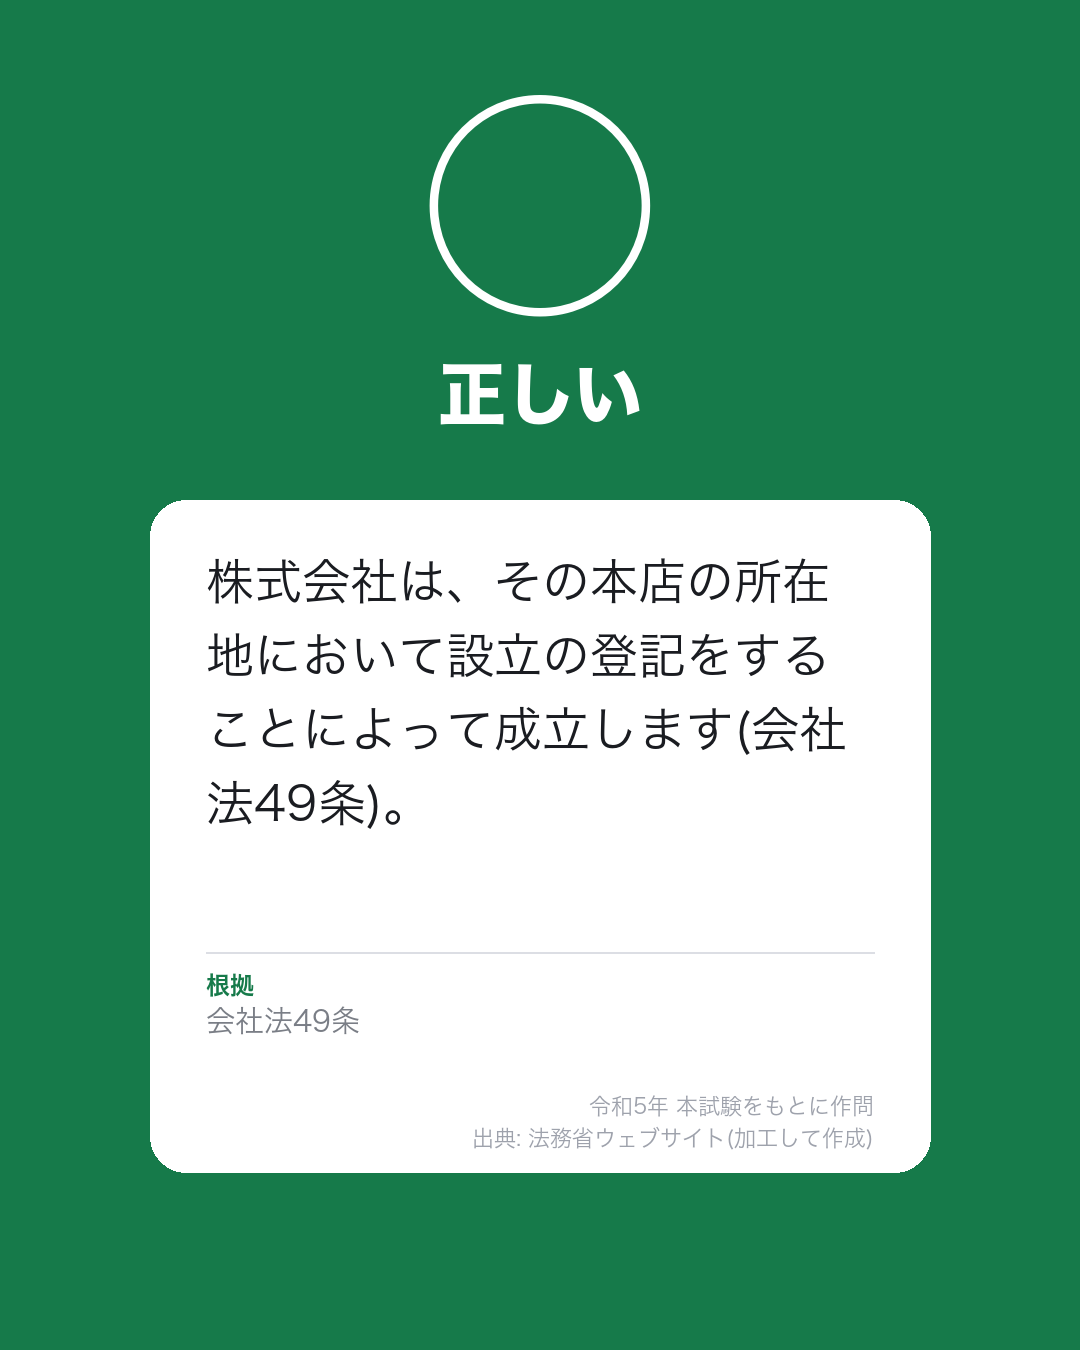 正しい
株式会社は、その本店の所在
地において設立の登記をする
ことによって成立します(会社
法49条)。
根拠
会社法49条
令和5年 本試験をもとに作問
出典: 法務省ウェブサイト(加工して作成)